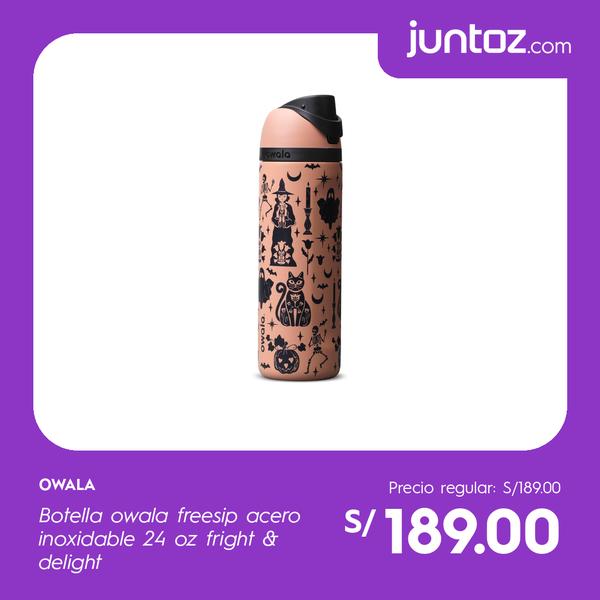 juntoz.com
owala
owala
OWALA
Botella owala freesip acero
inoxidable 24 oz fright &
delight
Precio regular: S/189.00
S/189.00